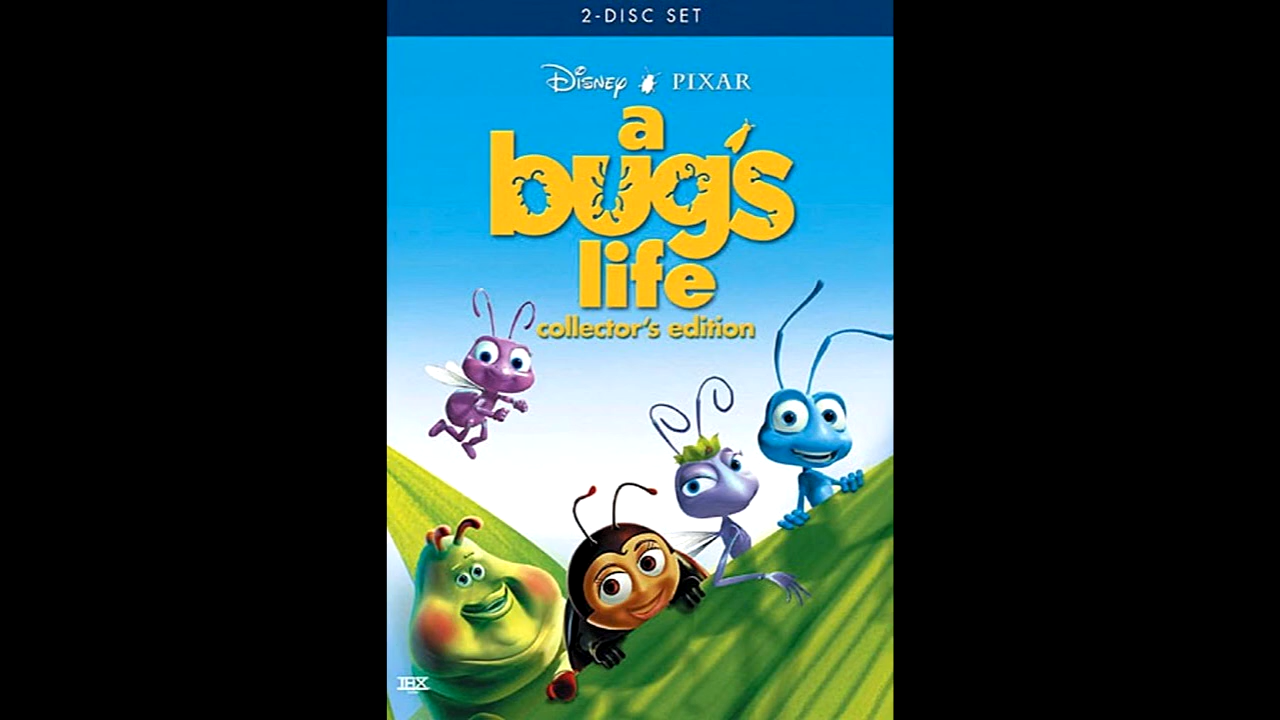 2-DISC SET
Disney PIXAR
a
bug's
life
collector's edition
THX